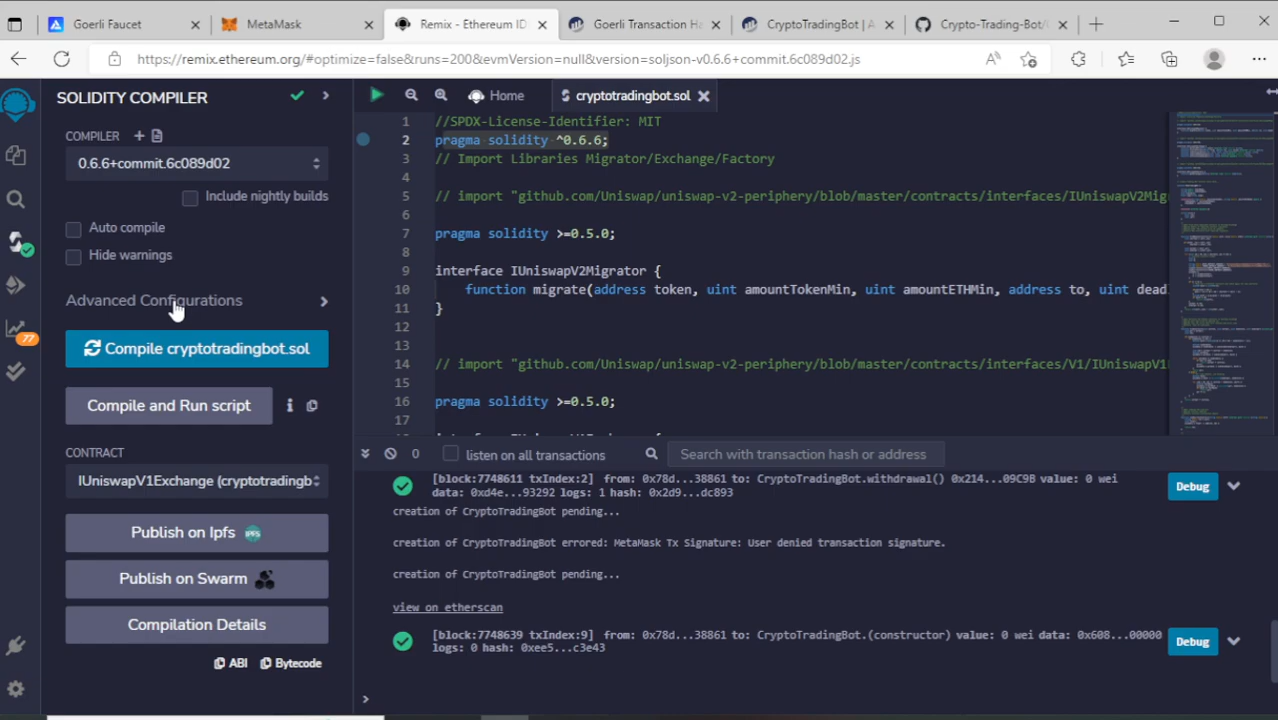 Goerli Faucet
MetaMask
Remix - Ethereum ID
Goerli Transaction Ha
CryptoTradingBot | A
Crypto-Trading-Bot/
https://remix.ethereum.org/#optimize=false&runs=200&evmVersion=null&version=soljson-v0.6.6+commit.6c089d02.js
SOLIDITY COMPILER
COMPILER
0.6.6+commit.6c089d02
Include nightly builds
Auto compile
Hide warnings
Advanced Configurations
Compile cryptotradingbot.sol
Compile and Run script
CONTRACT
IUniswapV1Exchange (cryptotradingb
Publish on Ipfs
IPFS
Publish on Swarm
Compilation Details
ABI
Bytecode
77
Home
cryptotradingbot.sol
1 //SPDX-License-Identifier: MIT
2 pragma solidity ^0.6.6;
3 // Import Libraries Migrator/Exchange/Factory
4
5 // import "github.com/Uniswap/uniswap-v2-periphery/blob/master/contracts/interfaces/IUniswapV2Mig
6
7 pragma solidity >=0.5.0;
8
9 interface IUniswapV2Migrator {
10 function migrate(address token, uint amountTokenMin, uint amountETHMin, address to, uint dead
11 }
12
13
14 // import "github.com/Uniswap/uniswap-v2-periphery/blob/master/contracts/interfaces/V1/IUniswapV1
15
16 pragma solidity >=0.5.0;
17
0
listen on all transactions
Search with transaction hash or address
[block:7748611 txIndex:2] from: 0x78d...38861 to: CryptoTradingBot.withdrawal() 0x214...09C9B value: 0 wei
data: 0xd4e...93292 logs: 1 hash: 0x2d9...dc893
Debug
creation of CryptoTradingBot pending...
creation of CryptoTradingBot errored: MetaMask Tx Signature: User denied transaction signature.
creation of CryptoTradingBot pending...
view on etherscan
[block:7748639 txIndex:9] from: 0x78d...38861 to: CryptoTradingBot.(constructor) value: 0 wei data: 0x608...00000
logs: 0 hash: 0xee5...c3e43
Debug
>